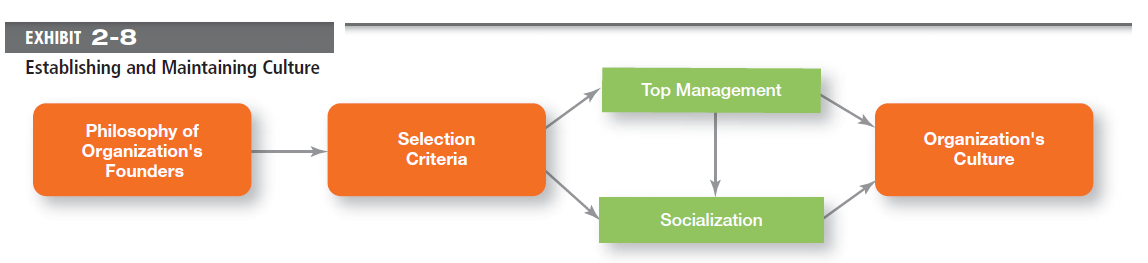 EXHIBIT 2-8
Establishing and Maintaining Culture
Philosophy of
Organization's
Founders
Selection
Criteria
Top Management
Socialization
Organization's
Culture